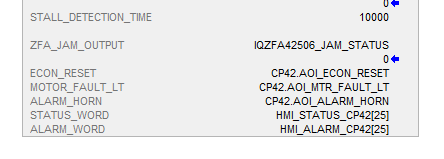 0
STALL_DETECTION_TIME 10000
ZFA_JAM_OUTPUT IQZFA42506_JAM_STATUS
0
ECON_RESET CP42.AOI_ECON_RESET
MOTOR_FAULT_LT CP42.AOI_MTR_FAULT_LT
ALARM_HORN CP42.AOI_ALARM_HORN
STATUS_WORD HMI_STATUS_CP42[25]
ALARM_WORD HMI_ALARM_CP42[25]